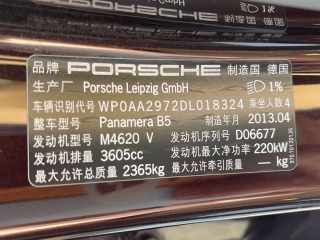 品牌 PORSCHE 制造国 德国
生产厂 Porsche Leipzig GmbH 1%
车辆识别代号 WP0AA2972DL018324 乘坐人数 4
整车型号 Panamera B5 制造年月 2013.04
发动机型号 M4620 V 发动机序列号 D06677
发动机排量 3605cc 发动机最大净功率 220kW
最大允许总质量 2365kg 最大允许牵引质量 — kg